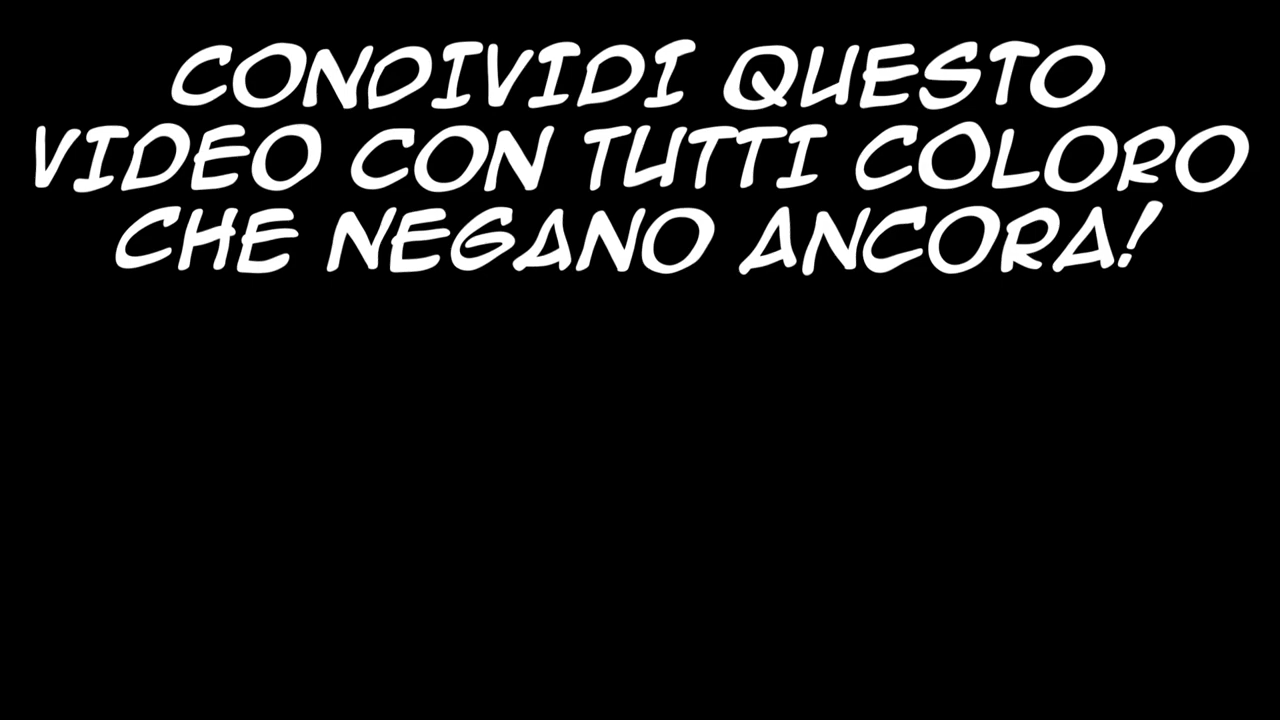 CONDIVIDI QUESTO
VIDEO CON TUTTI COLORO
CHE NEGANO ANCORA!